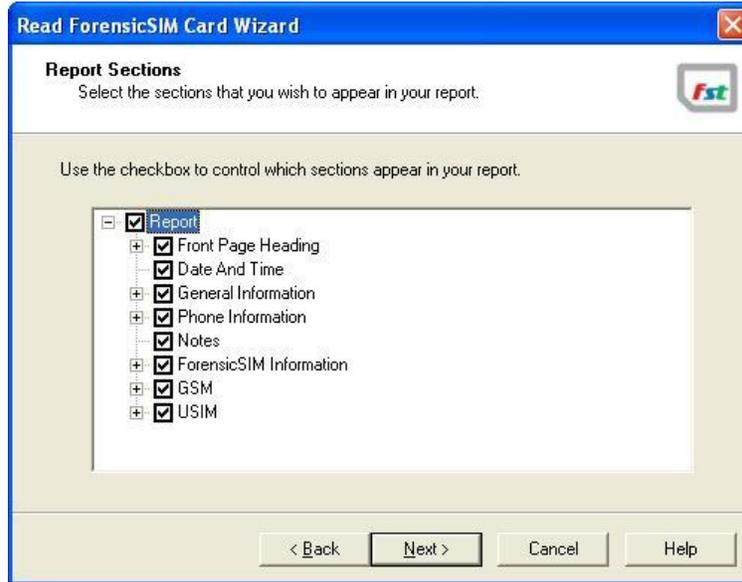 Read ForensicSIM Card Wizard
Report Sections
Select the sections that you wish to appear in your report.
fst
Use the checkbox to control which sections appear in your report.
Report
Front Page Heading
Date And Time
General Information
Phone Information
Notes
ForensicSIM Information
GSM
USIM
< Back Next > Cancel Help